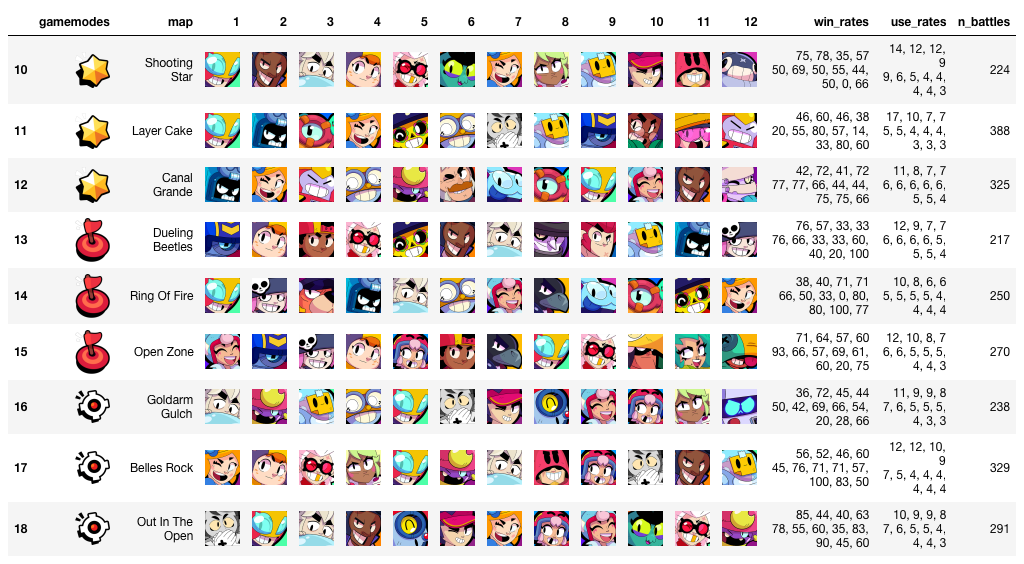 gamemodes map 1 2 3 4 5 6 7 8 9 10 11 12 win_rates use_rates n_battles
10 Shooting Star 75, 78, 35, 57 50, 69, 50, 55, 44, 50, 0, 66 14, 12, 12, 9 9, 6, 5, 4, 4, 4, 4, 3 224
11 Layer Cake 46, 60, 46, 38 20, 55, 80, 57, 14, 33, 80, 60 17, 10, 7, 7 5, 5, 4, 4, 4, 3, 3, 3 388
12 Canal Grande 42, 72, 41, 72 77, 77, 66, 44, 44, 75, 75, 66 11, 8, 7, 7 6, 6, 6, 6, 6, 5, 5, 4 325
13 Dueling Beetles 76, 57, 33, 33 76, 66, 33, 33, 60, 40, 20, 100 12, 9, 7, 7 6, 6, 6, 6, 5, 5, 5, 4 217
14 Ring Of Fire 38, 40, 71, 71 66, 50, 33, 0, 80, 80, 100, 77 10, 8, 6, 6 5, 5, 5, 5, 4, 4, 4, 4 250
15 Open Zone 71, 64, 57, 60 93, 66, 57, 69, 61, 60, 20, 75 12, 10, 8, 7 6, 6, 5, 5, 5, 4, 4, 3 270
16 Goldarm Gulch 36, 72, 45, 44 50, 42, 69, 66, 54, 20, 28, 66 11, 9, 9, 8 7, 6, 5, 5, 5, 4, 3, 3 238
17 Belles Rock 56, 52, 46, 60 45, 76, 71, 71, 57, 100, 83, 50 12, 12, 10, 9 7, 5, 4, 4, 4, 4, 4, 4 329
18 Out In The Open 85, 44, 40, 63 78, 55, 60, 35, 83, 90, 45, 60 10, 9, 9, 8 7, 6, 5, 5, 4, 4, 4, 3 291